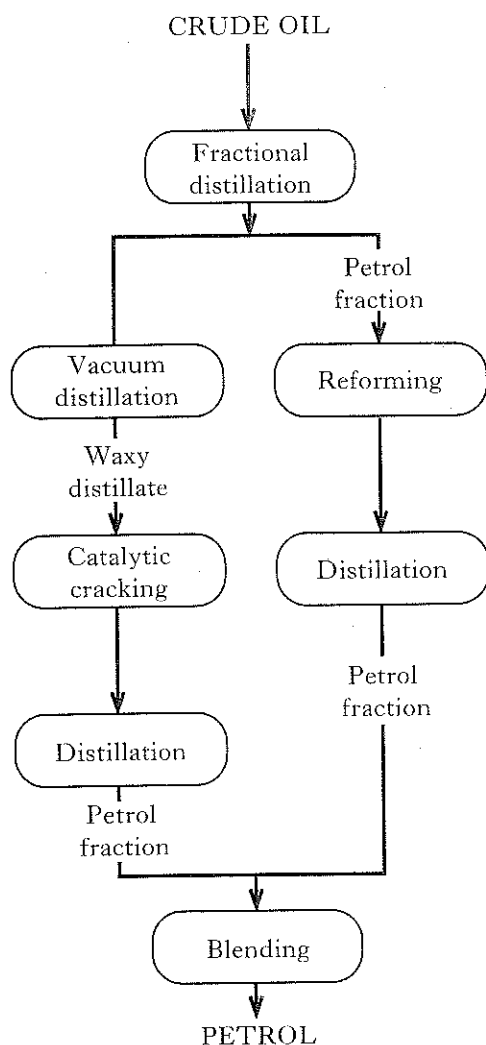 CRUDE OIL
Fractional
distillation
Petrol
fraction
Vacuum
distillation
Reforming
Waxy
distillate
Catalytic
cracking
Distillation
Petrol
fraction
Distillation
Petrol
fraction
Blending
PETROL